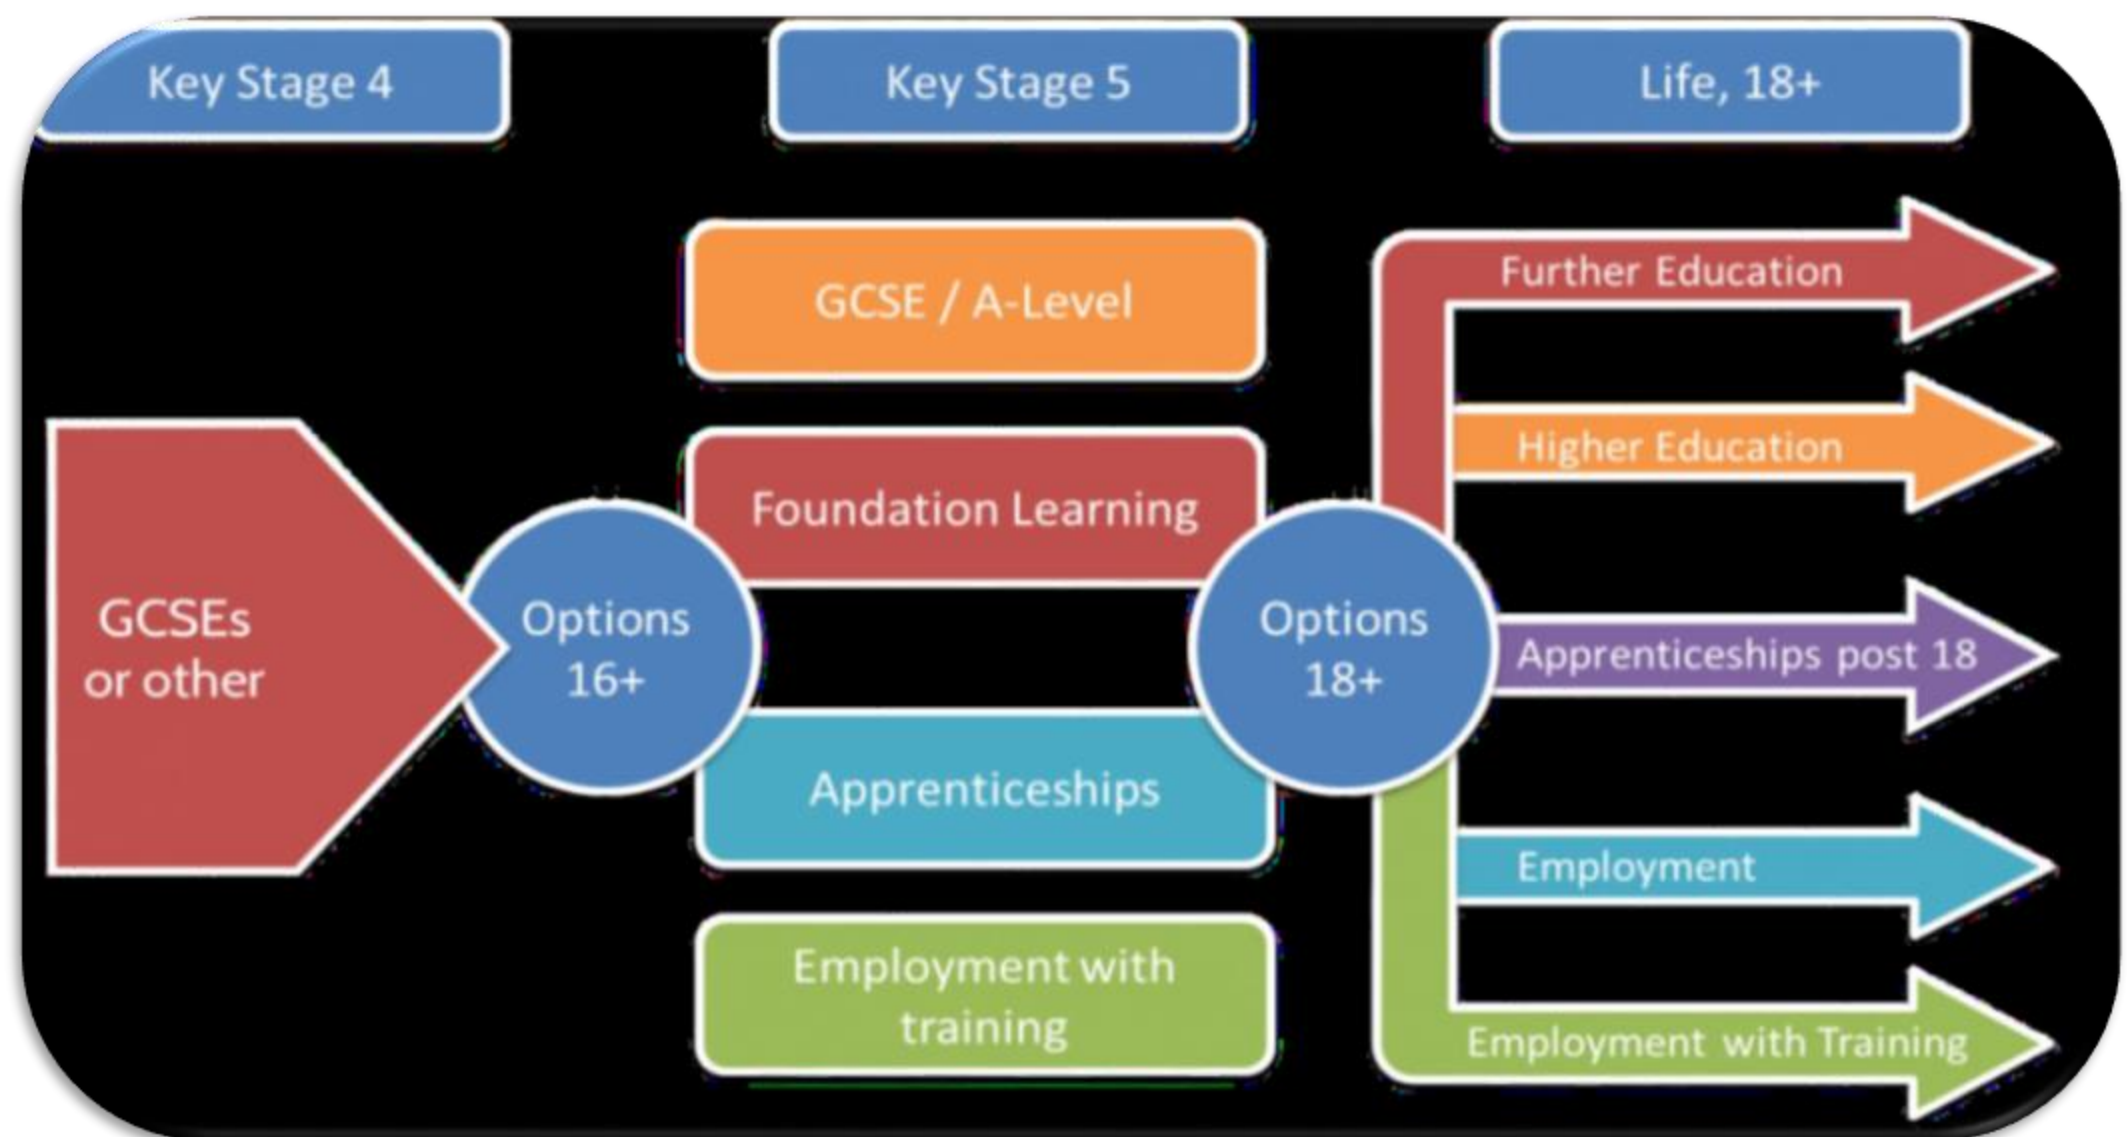 Key Stage 4
Key Stage 5
Life, 18+
GCSEs
or other
Options
16+
GCSE / A-Level
Foundation Learning
Apprenticeships
Employment with
training
Options
18+
Further Education
Higher Education
Apprenticeships post 18
Employment
Employment with Training